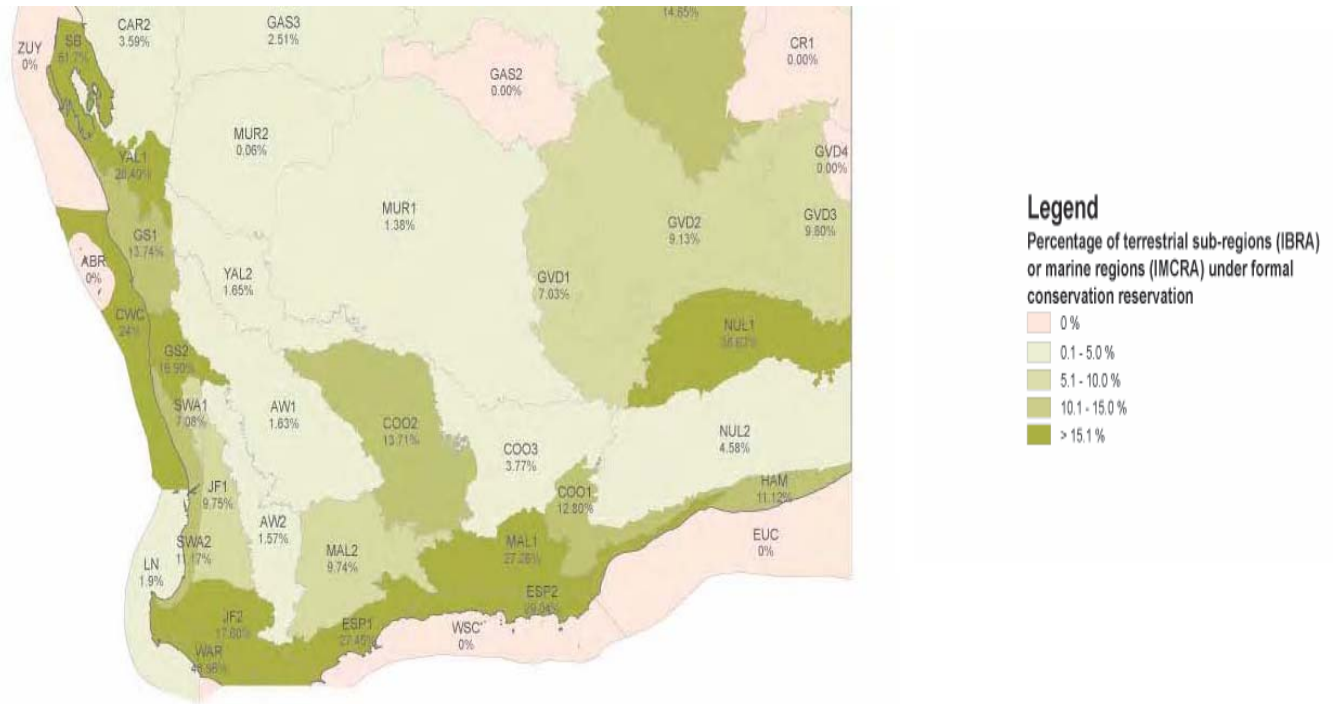 14.65%
CAR2
3.59%
GAS3
2.51%
ZUY
0%
SB
51.7%
CR1
0.00%
GAS2
0.00%
MUR2
0.06%
YAL1
GVD4
0.00%
MUR1
1.38%
GVD2
9.13%
GVD3
9.80%
GS1
13.74%
ABR
0%
YAL2
1.65%
GVD1
7.03%
CWC
24%
NUL1
GS2
SWA1
7.08%
AW1
1.63%
COO2
13.71%
NUL2
4.58%
COO3
3.77%
JF1
9.75%
COO1
12.80%
HAM
11.12%
AW2
1.57%
SWA2
11.17%
MAL2
9.74%
MAL1
EUC
0%
LN
1.9%
ESP2
JF2
ESP1
27.45%
WSC
0%
WAR
Legend
Percentage of terrestrial sub-regions (IBRA)
or marine regions (IMCRA) under formal
conservation reservation
0 %
0.1 - 5.0 %
5.1 - 10.0 %
10.1 - 15.0 %
> 15.1 %